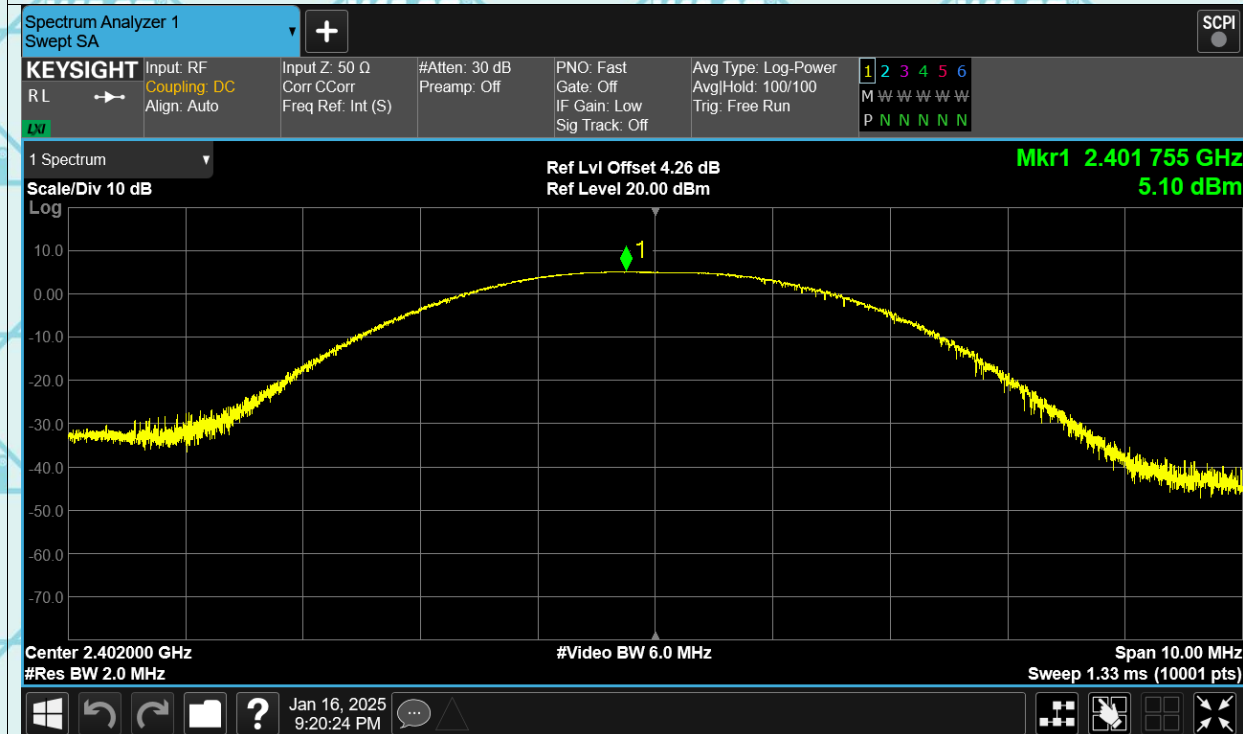 Spectrum Analyzer 1
Swept SA
+
SCPI
KEYSIGHT
R L
LXI
Input: RF
Coupling: DC
Align: Auto
Input Z: 50 Ω
Corr CCorr
Freq Ref: Int (S)
#Atten: 30 dB
Preamp: Off
PNO: Fast
Gate: Off
IF Gain: Low
Sig Track: Off
Avg Type: Log-Power
Avg|Hold: 100/100
Trig: Free Run
1 2 3 4 5 6
M W W W W W
P N N N N N
1 Spectrum
Scale/Div 10 dB
Log
Ref Lvl Offset 4.26 dB
Ref Level 20.00 dBm
Mkr1 2.401 755 GHz
5.10 dBm
1
10.0
0.00
-10.0
-20.0
-30.0
-40.0
-50.0
-60.0
-70.0
Center 2.402000 GHz
#Res BW 2.0 MHz
#Video BW 6.0 MHz
Span 10.00 MHz
Sweep 1.33 ms (10001 pts)
?
Jan 16, 2025
9:20:24 PM